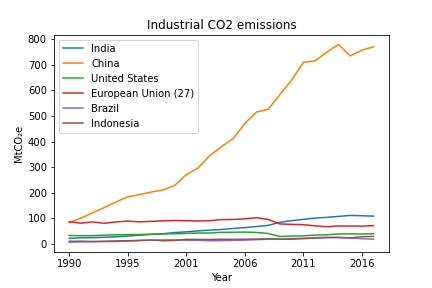 Industrial CO2 emissions
800
700
600
500
400
300
200
100
0
MtCO₂e
India
China
United States
European Union (27)
Brazil
Indonesia
1990 1995 2001 2007 2011 2016
Year